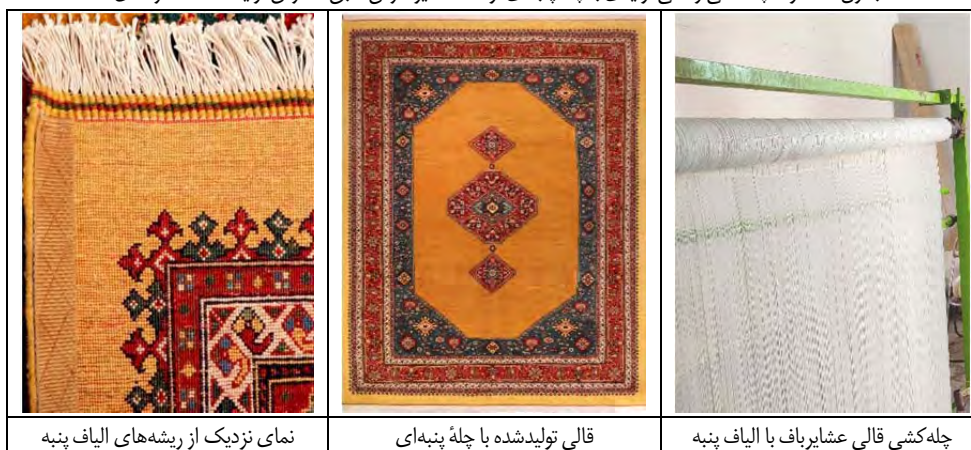 چله‌کشی قالی عشایرباف با الیاف پنبه
قالی تولیدشده با چلهٔ پنبه‌ای
نمای نزدیک از ریشه‌های الیاف پنبه